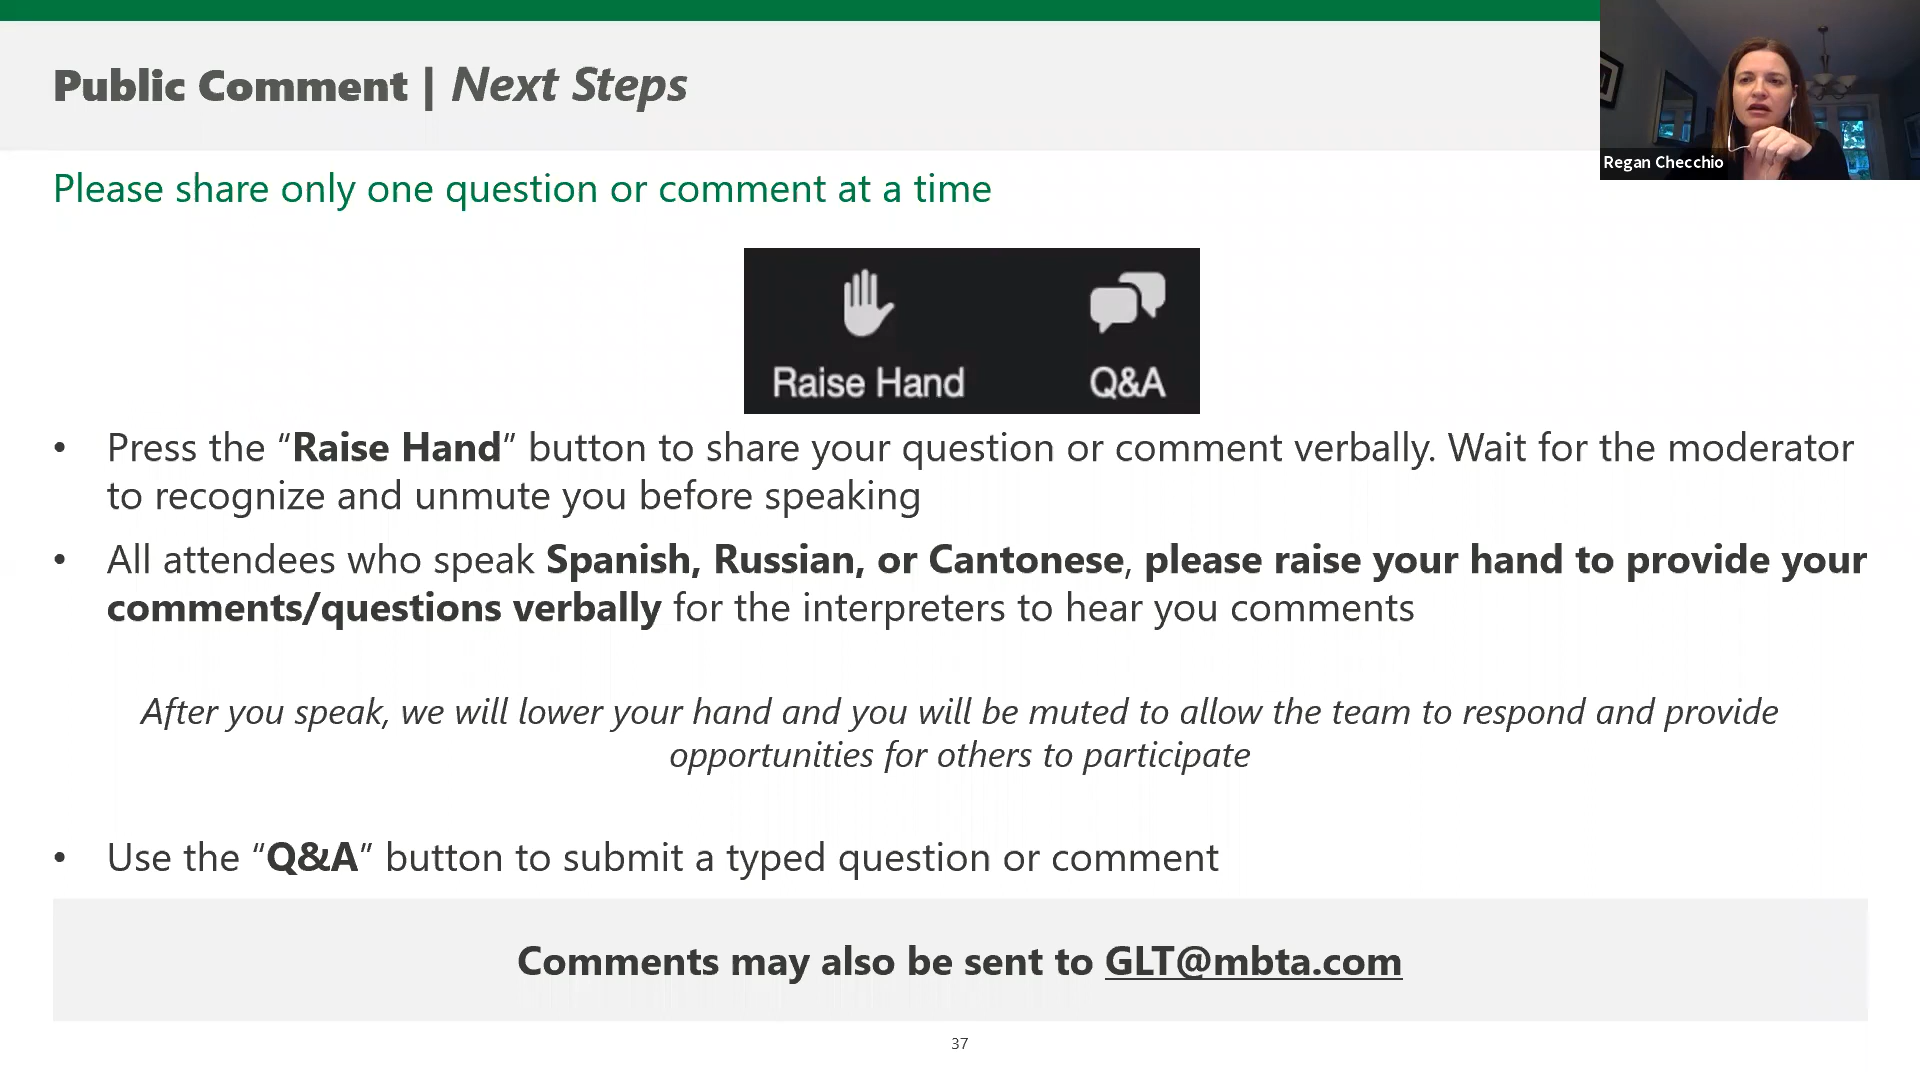 Public Comment | Next Steps
Regan Checchio
Please share only one question or comment at a time
Raise Hand
Q&A
• Press the “Raise Hand” button to share your question or comment verbally. Wait for the moderator
to recognize and unmute you before speaking
• All attendees who speak Spanish, Russian, or Cantonese, please raise your hand to provide your
comments/questions verbally for the interpreters to hear you comments
After you speak, we will lower your hand and you will be muted to allow the team to respond and provide
opportunities for others to participate
• Use the “Q&A” button to submit a typed question or comment
Comments may also be sent to GLT@mbta.com
37